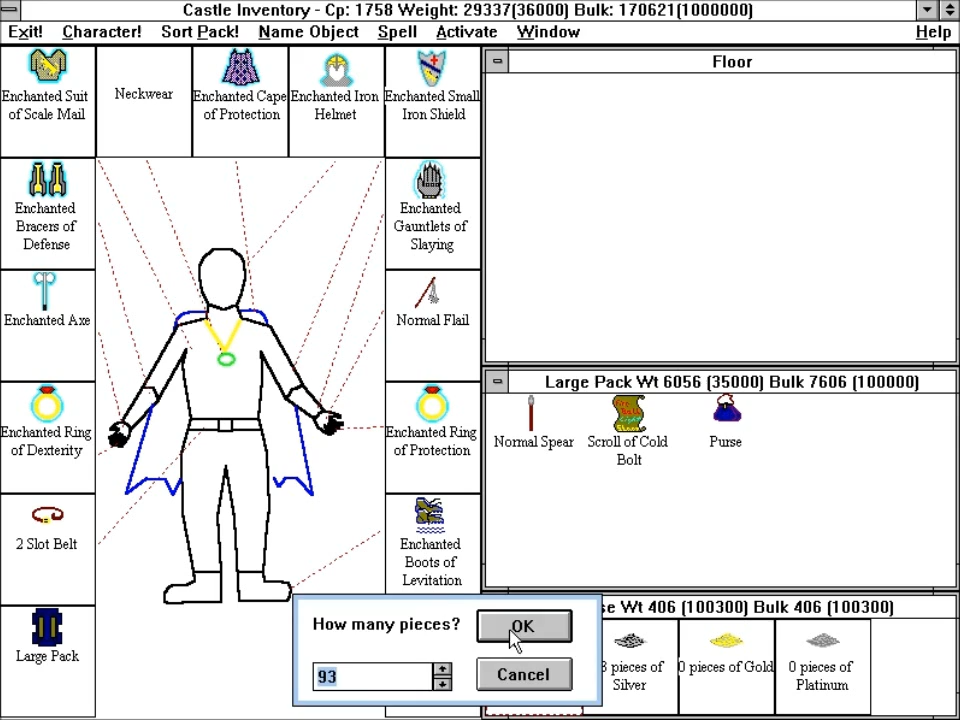 Castle Inventory - Cp: 1758 Weight: 29337(36000) Bulk: 170621(1000000)
Exit! Character! Sort Pack! Name Object Spell Activate Window Help
Enchanted Suit
of Scale Mail
Neckwear
Enchanted Cape
of Protection
Enchanted Iron
Helmet
Enchanted Small
Iron Shield
Enchanted
Bracers of
Defense
Enchanted
Gauntlets of
Slaying
Enchanted Axe
Normal Flail
Enchanted Ring
of Dexterity
Enchanted Ring
of Protection
2 Slot Belt
Enchanted
Boots of
Levitation
Large Pack
Floor
Large Pack Wt 6056 (35000) Bulk 7606 (100000)
Normal Spear
Scroll of Cold
Bolt
Purse
se Wt 406 (100300) Bulk 406 (100300)
pieces of
Silver
0 pieces of Gold
0 pieces of
Platinum
How many pieces?
93
OK
Cancel